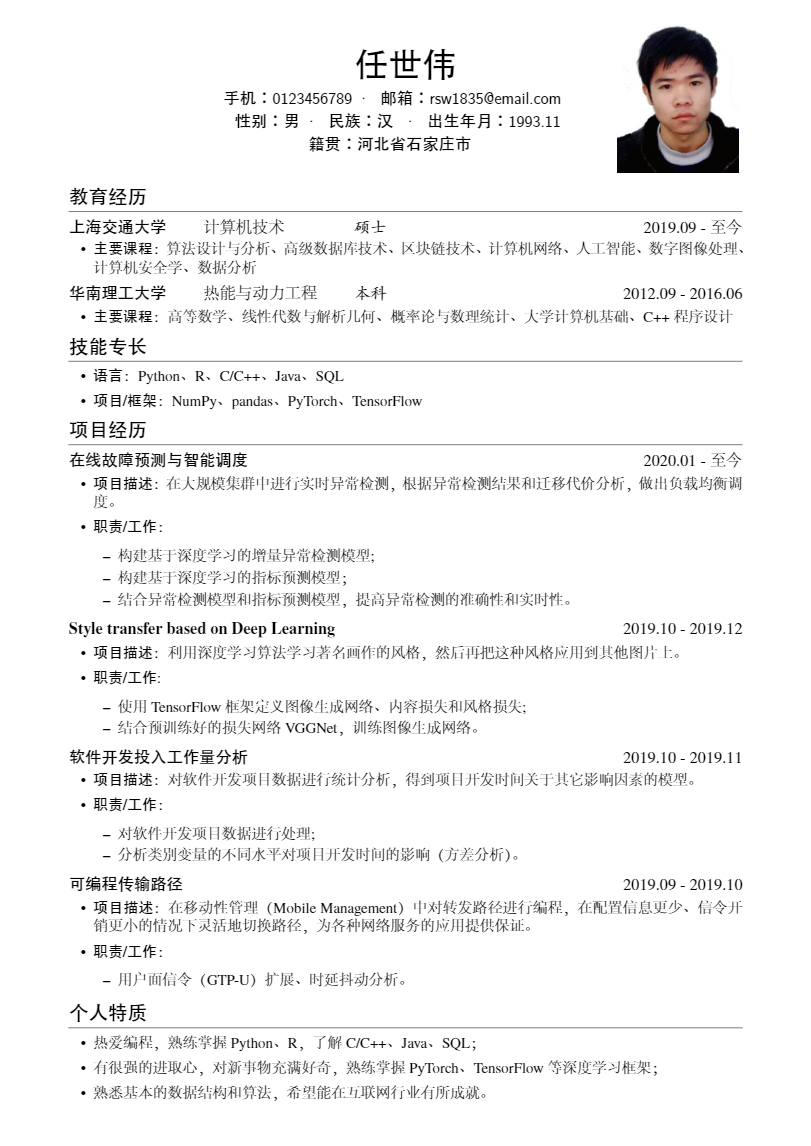 任世伟
手机：0123456789 · 邮箱：rsw1835@email.com
性别：男 · 民族：汉 · 出生年月：1993.11
籍贯：河北省石家庄市
教育经历
上海交通大学 计算机技术 硕士 2019.09 - 至今
• 主要课程：算法设计与分析、高级数据库技术、区块链技术、计算机网络、人工智能、数字图像处理、
计算机安全学、数据分析
华南理工大学 热能与动力工程 本科 2012.09 - 2016.06
• 主要课程：高等数学、线性代数与解析几何、概率论与数理统计、大学计算机基础、C++ 程序设计
技能专长
• 语言：Python、R、C/C++、Java、SQL
• 项目/框架：NumPy、pandas、PyTorch、TensorFlow
项目经历
在线故障预测与智能调度 2020.01 - 至今
• 项目描述：在大规模集群中进行实时异常检测，根据异常检测结果和迁移代价分析，做出负载均衡调
度。
• 职责/工作：
– 构建基于深度学习的增量异常检测模型；
– 构建基于深度学习的指标预测模型；
– 结合异常检测模型和指标预测模型，提高异常检测的准确性和实时性。
Style transfer based on Deep Learning 2019.10 - 2019.12
• 项目描述：利用深度学习算法学习著名画作的风格，然后再把这种风格应用到其他图片上。
• 职责/工作:
– 使用 TensorFlow 框架定义图像生成网络、内容损失和风格损失;
– 结合预训练好的损失网络 VGGNet，训练图像生成网络。
软件开发投入工作量分析 2019.10 - 2019.11
• 项目描述：对软件开发项目数据进行统计分析，得到项目开发时间关于其它影响因素的模型。
• 职责/工作：
– 对软件开发项目数据进行处理;
– 分析类别变量的不同水平对项目开发时间的影响（方差分析）。
可编程传输路径 2019.09 - 2019.10
• 项目描述：在移动性管理（Mobile Management）中对转发路径进行编程，在配置信息更少、信令开
销更小的情况下灵活地切换路径，为各种网络服务的应用提供保证。
• 职责/工作：
– 用户面信令（GTP-U）扩展、时延抖动分析。
个人特质
• 热爱编程，熟练掌握 Python、R，了解 C/C++、Java、SQL；
• 有很强的进取心，对新事物充满好奇，熟练掌握 PyTorch、TensorFlow 等深度学习框架；
• 熟悉基本的数据结构和算法，希望能在互联网行业有所成就。